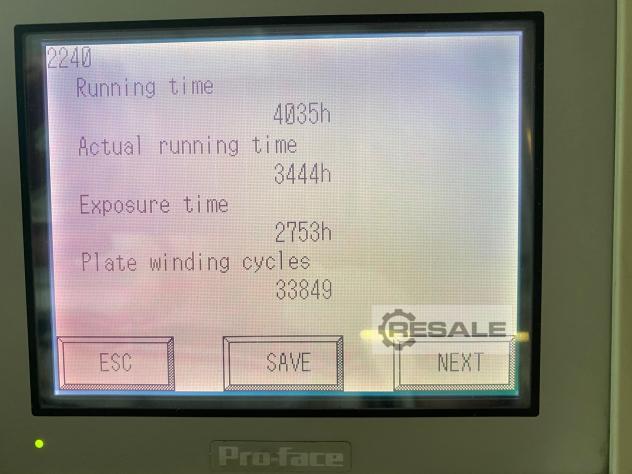 2240
Running time
4035h
Actual running time
3444h
Exposure time
2753h
Plate winding cycles
33849
RESALE
ESC SAVE NEXT
Pro-face